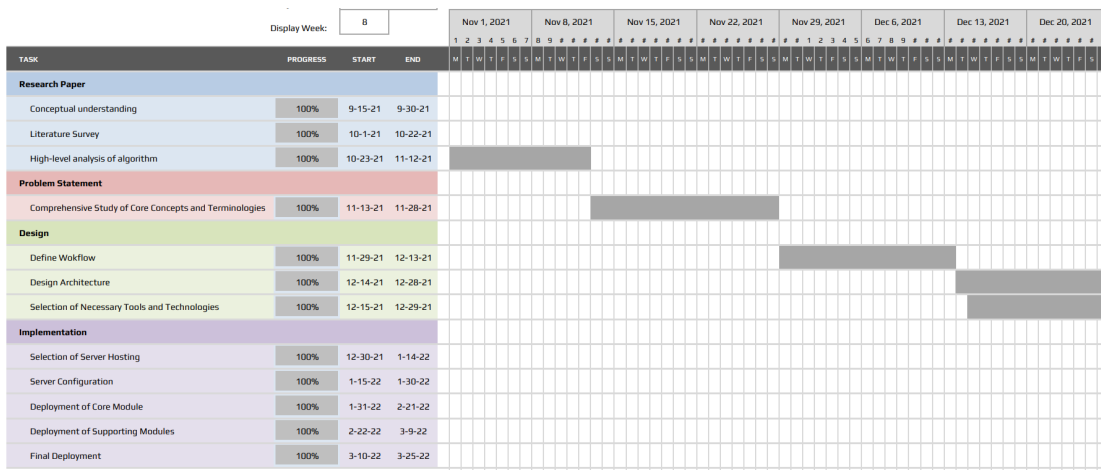 Display Week: 8
Nov 1, 2021 Nov 8, 2021 Nov 15, 2021 Nov 22, 2021 Nov 29, 2021 Dec 6, 2021 Dec 13, 2021 Dec 20, 2021
1 2 3 4 5 6 7 8 9 # # # # # # # # # # # # # # # # # # # # # 1 2 3 4 5 6 7 8 9 # # # # # # # # # # # # # # # # #
TASK PROGRESS START END M T W T F S S M T W T F S S M T W T F S S M T W T F S S M T W T F S S M T W T F S S M T W T F S S M T W T F S
Research Paper
Conceptual understanding 100% 9-15-21 9-30-21
Literature Survey 100% 10-1-21 10-22-21
High-level analysis of algorithm 100% 10-23-21 11-12-21
Problem Statement
Comprehensive Study of Core Concepts and Terminologies 100% 11-13-21 11-28-21
Design
Define Wokflow 100% 11-29-21 12-13-21
Design Architecture 100% 12-14-21 12-28-21
Selection of Necessary Tools and Technologies 100% 12-15-21 12-29-21
Implementation
Selection of Server Hosting 100% 12-30-21 1-14-22
Server Configuration 100% 1-15-22 1-30-22
Deployment of Core Module 100% 1-31-22 2-21-22
Deployment of Supporting Modules 100% 2-22-22 3-9-22
Final Deployment 100% 3-10-22 3-25-22